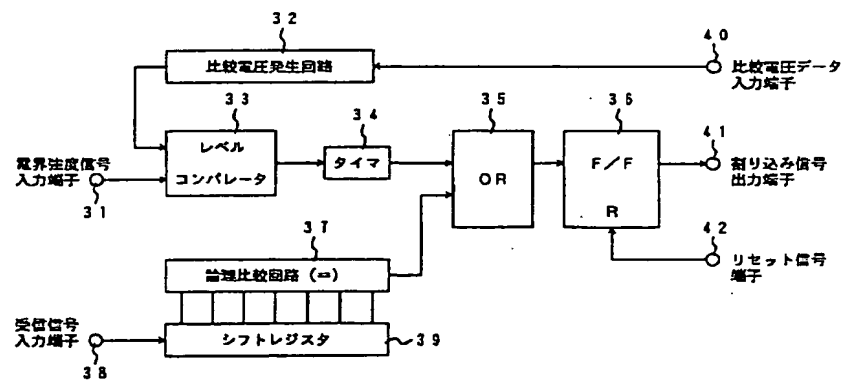 32
比較電圧発生回路
40
比較電圧データ
入力端子
33
レベル
コンパレータ
34
タイマ
35
OR
36
F/F
R
41
割り込み信号
出力端子
電界強度信号
入力端子
31
42
リセット信号
端子
37
論理比較回路 (=)
受信信号
入力端子
38
シフトレジスタ
39